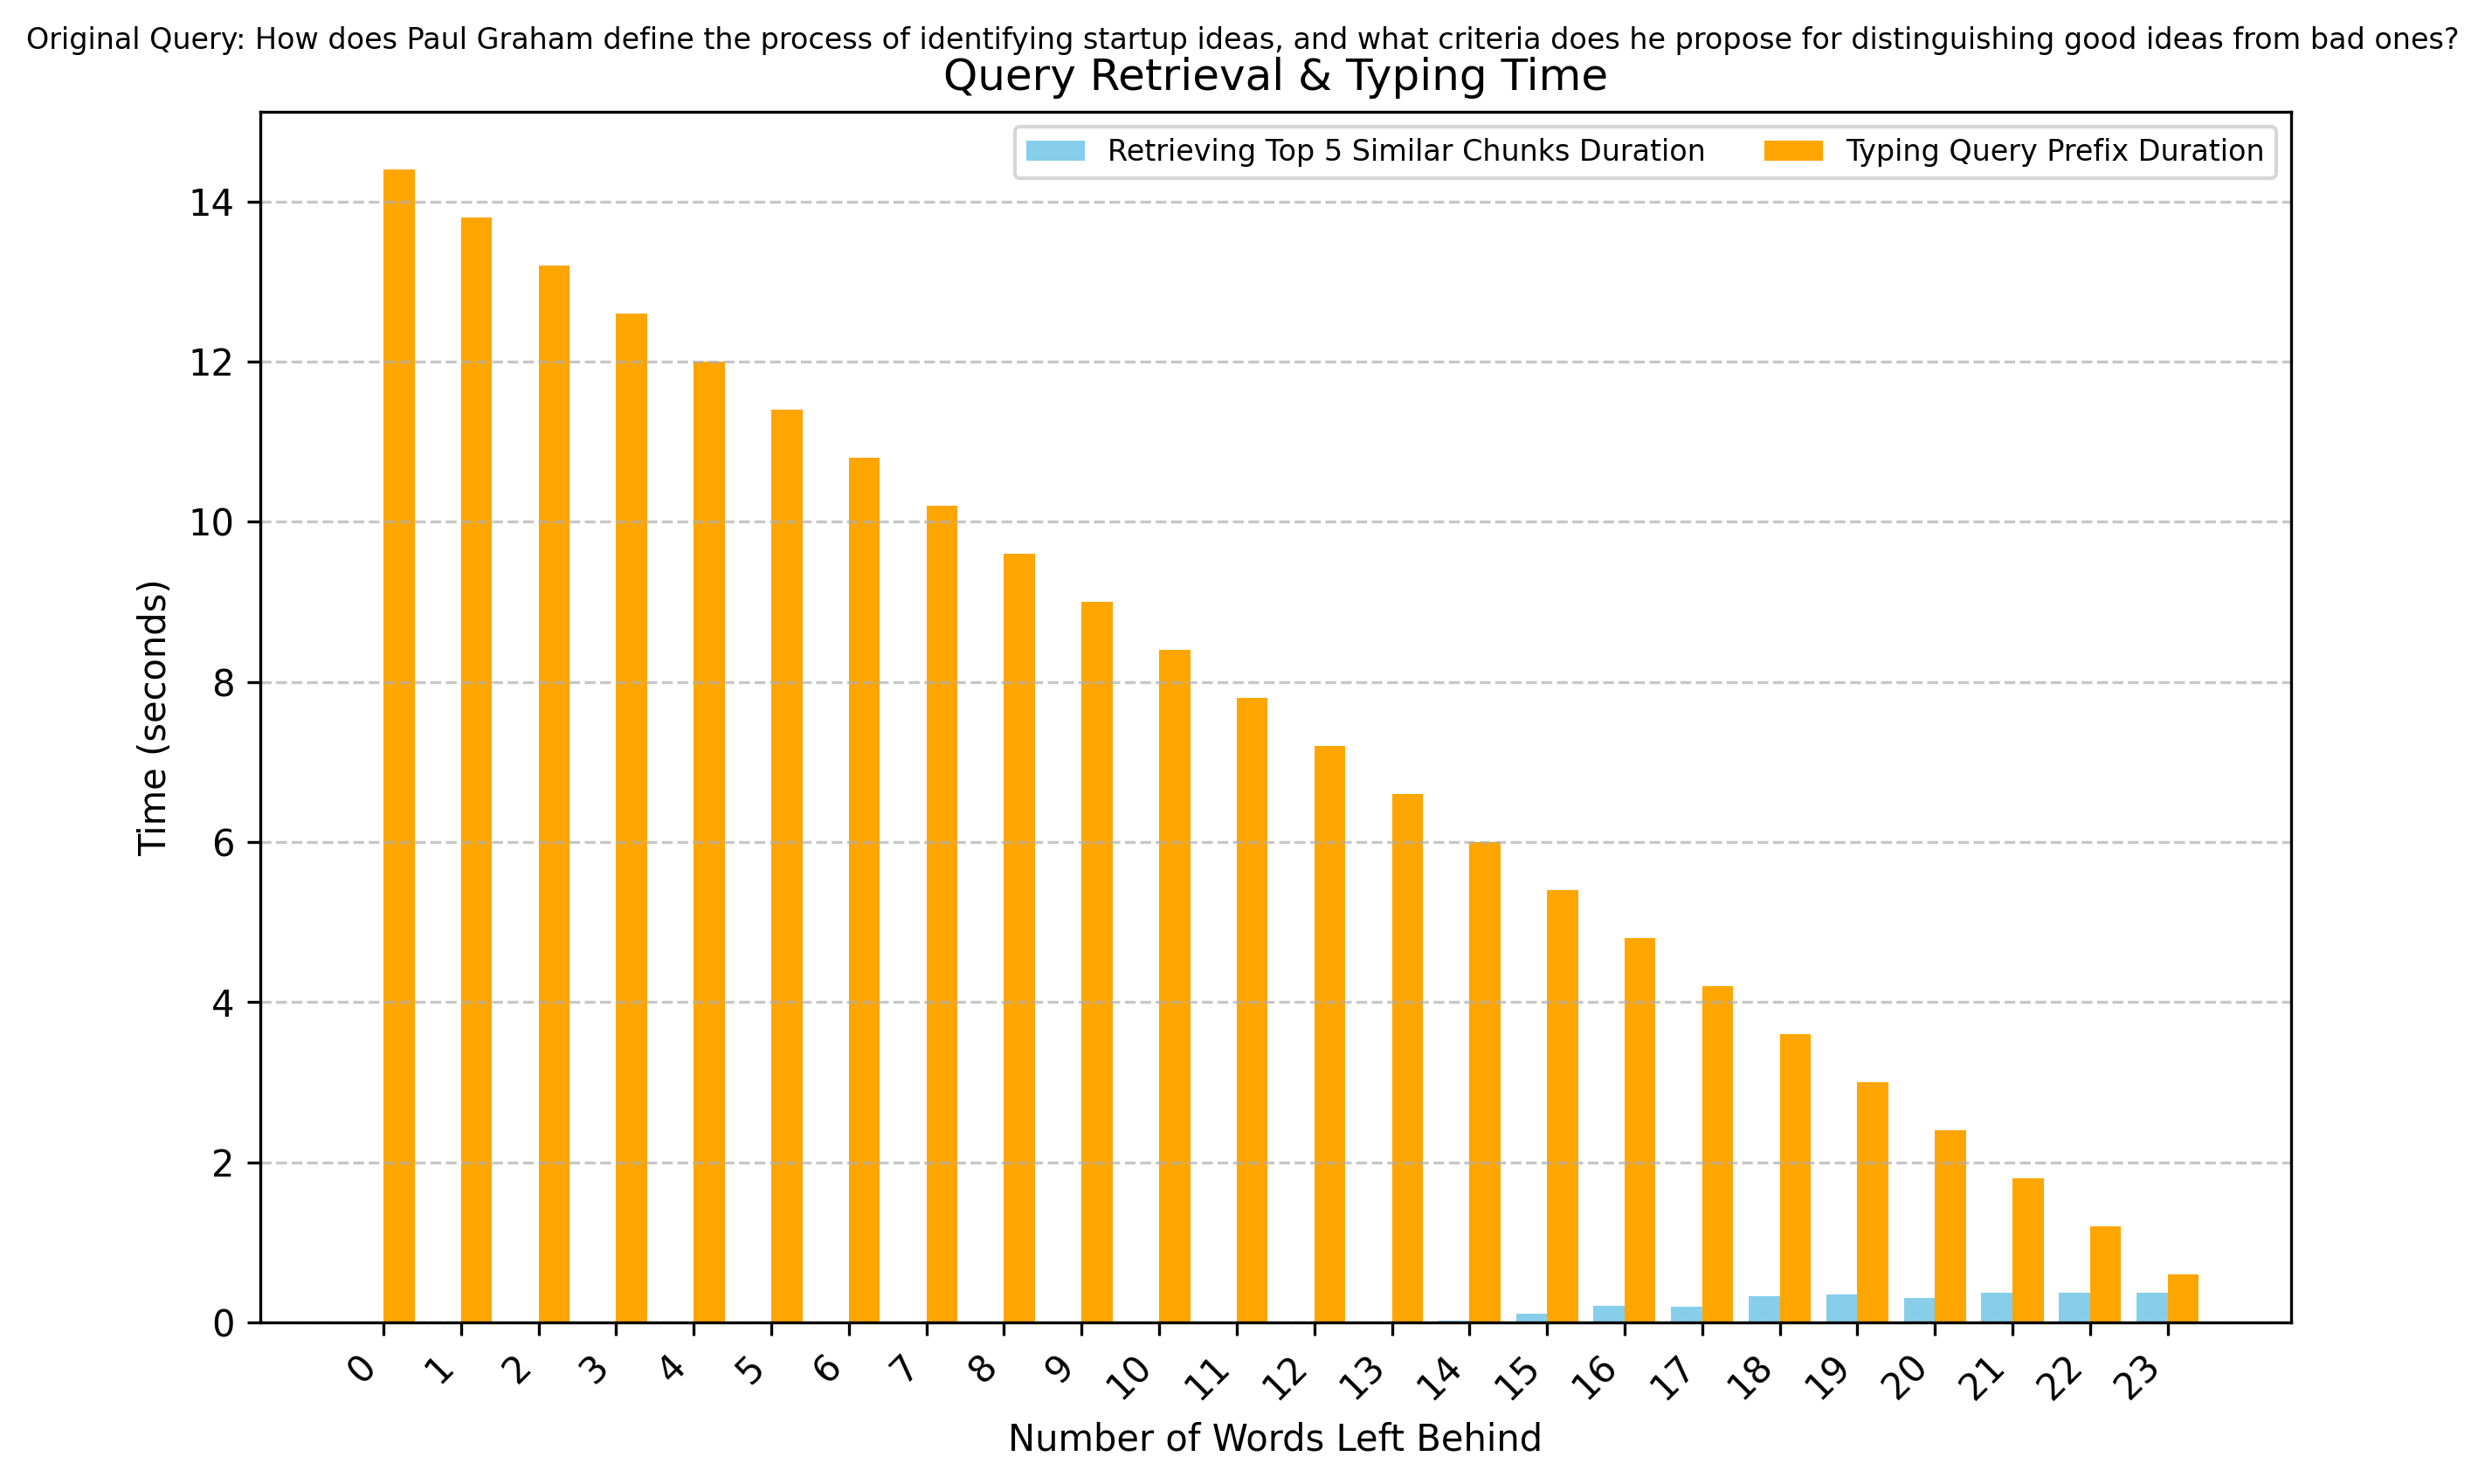 Original Query: How does Paul Graham define the process of identifying startup ideas, and what criteria does he propose for distinguishing good ideas from bad ones?
Query Retrieval & Typing Time
Retrieving Top 5 Similar Chunks Duration
Typing Query Prefix Duration
Time (seconds)
14
12
10
8
6
4
2
0
0 1 2 3 4 5 6 7 8 9 10 11 12 13 14 15 16 17 18 19 20 21 22 23
Number of Words Left Behind